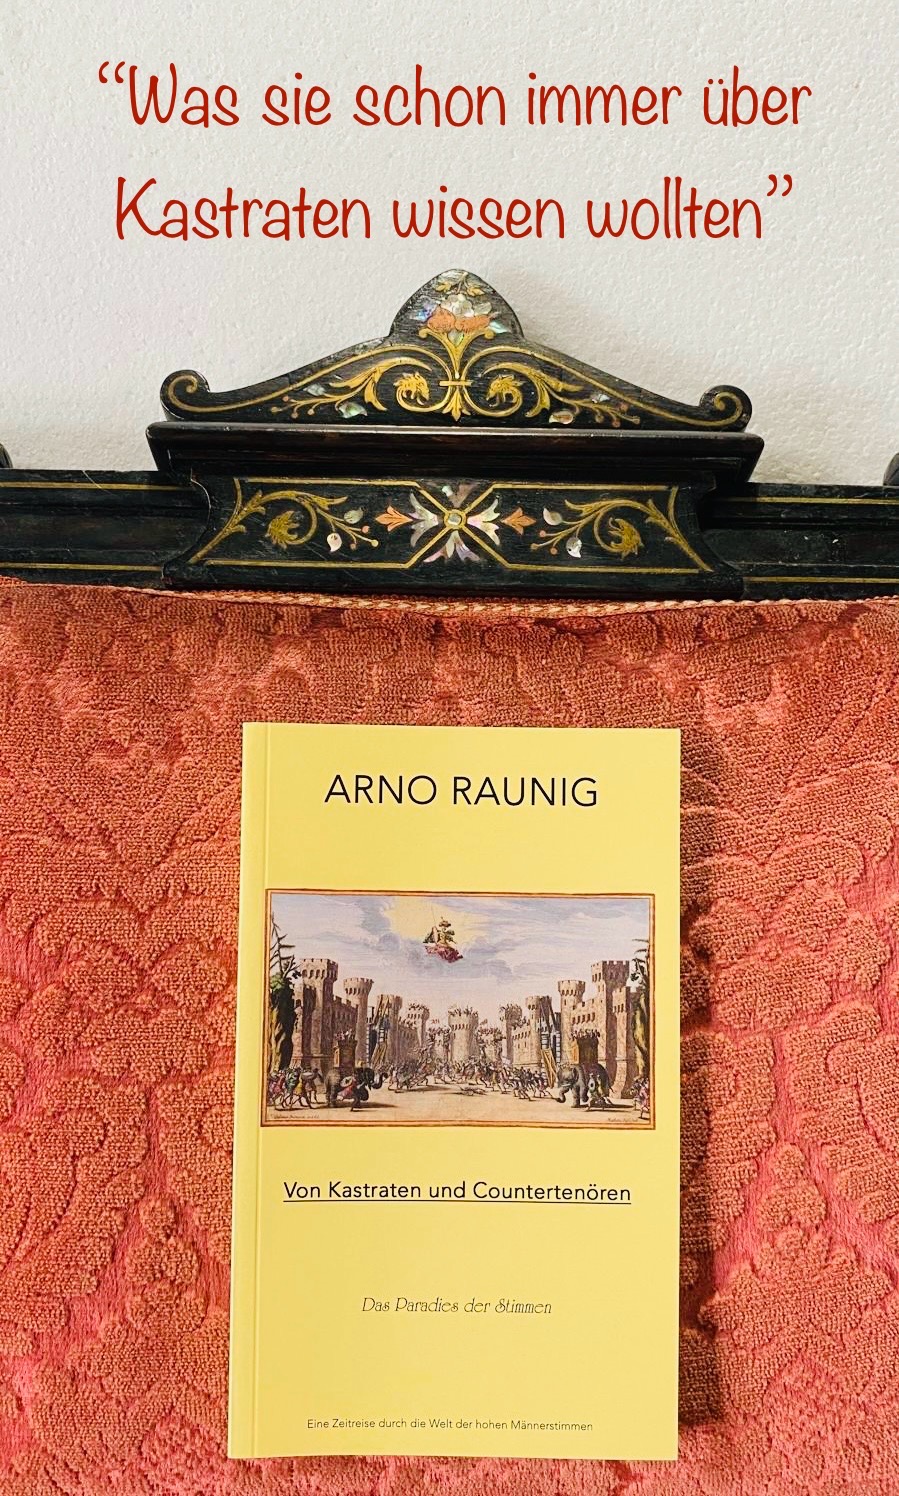 “Was sie schon immer über
Kastraten wissen wollten”
ARNO RAUNIG
Von Kastraten und Countertenören
Das Paradies der Stimmen
Eine Zeitreise durch die Welt der hohen Männerstimmen